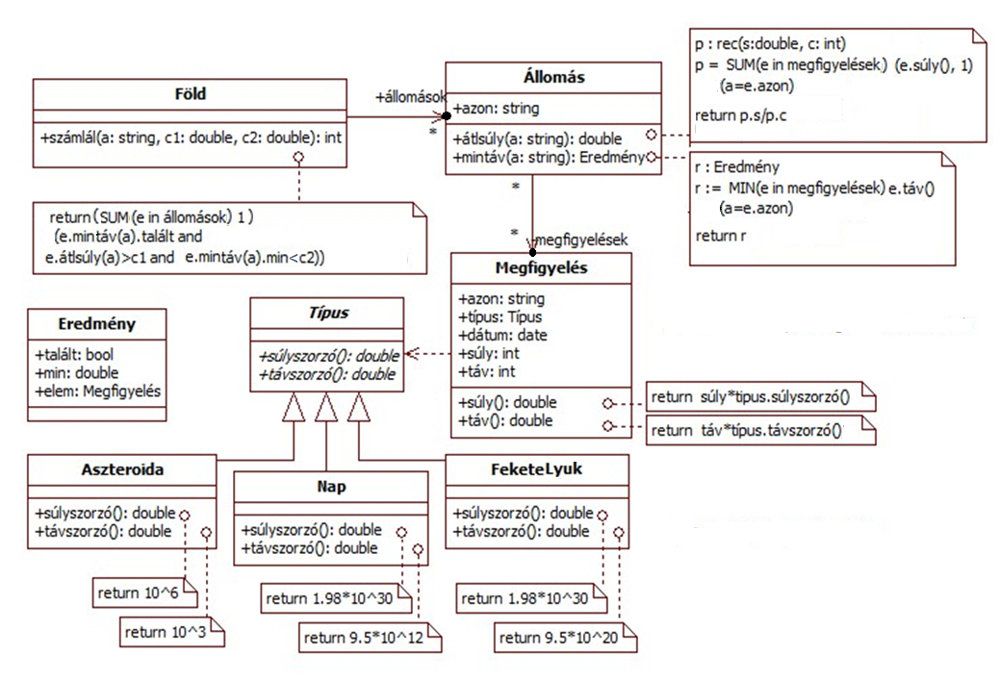 Föld
+számlál(a: string, c1: double, c2: double): int
return(SUM(e in állomások) 1 )
(e.mintáv(a).talált and
e.átlsúly(a)>c1 and e.mintáv(a).min<c2))
+állomások
*
Állomás
+azon: string
+átlsúly(a: string): double
+mintáv(a: string): Eredmény
p : rec(s:double, c: int)
p = SUM(e in megfigyelések) (e.súly(), 1)
(a=e.azon)
return p.s/p.c
r : Eredmény
r := MIN(e in megfigyelések) e.táv()
(a=e.azon)
return r
*
*
megfigyelések
Megfigyelés
+azon: string
+típus: Típus
+dátum: date
+súly: int
+táv: int
+súly(): double
+táv(): double
return súly*tipus.súlyszorzó()
return táv*típus.távszorzó()
Eredmény
+talált: bool
+min: double
+elem: Megfigyelés
Típus
+súlyszorzó(): double
+távszorzó(): double
Aszteroida
+súlyszorzó(): double
+távszorzó(): double
return 10^6
return 10^3
Nap
+súlyszorzó(): double
+távszorzó(): double
return 1.98*10^30
return 9.5*10^12
FeketeLyuk
+súlyszorzó(): double
+távszorzó(): double
return 1.98*10^30
return 9.5*10^20